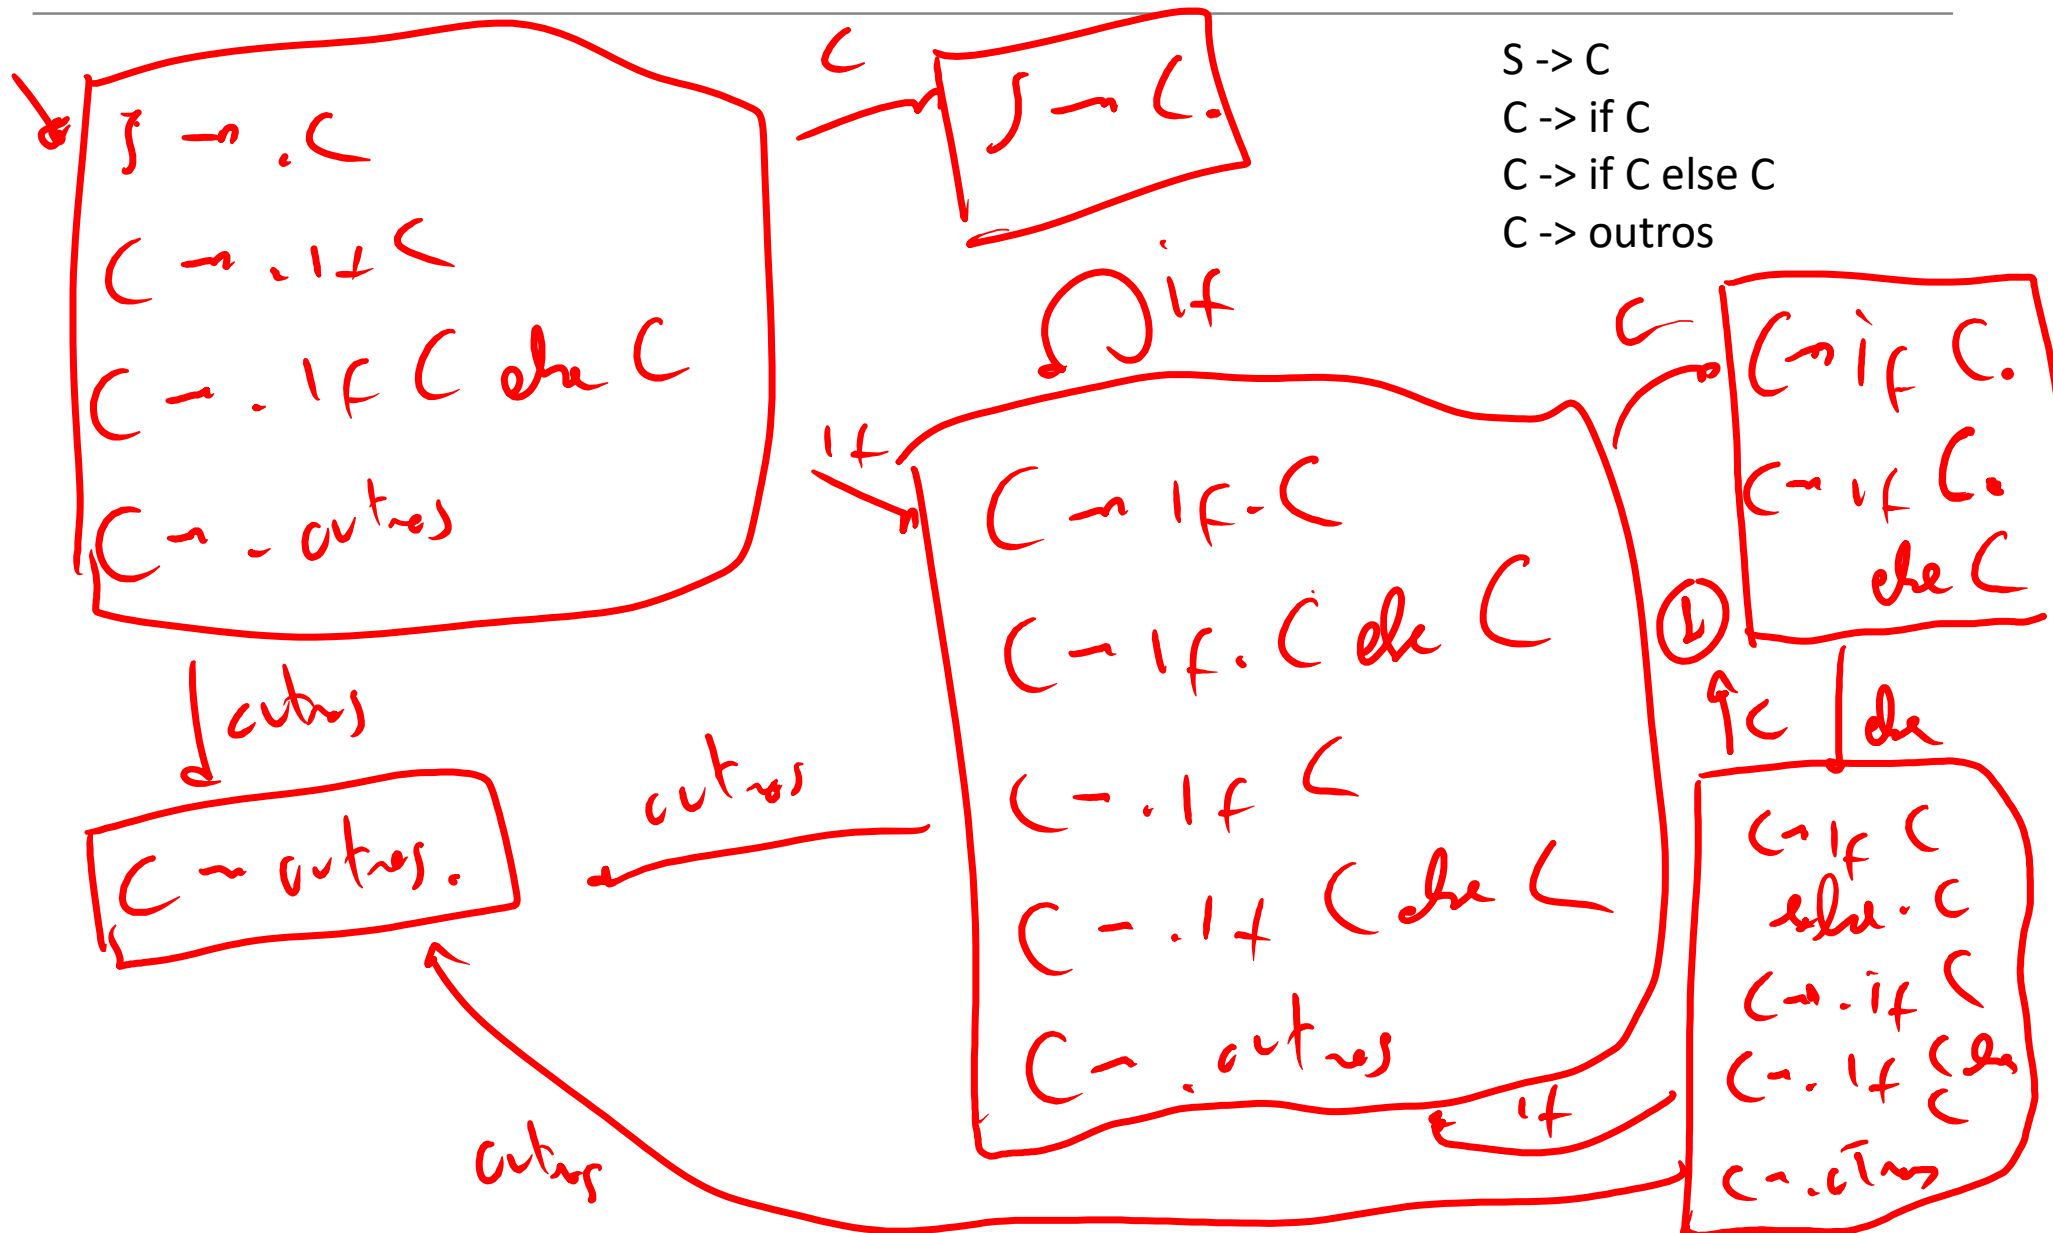 S -> C
C -> if C
C -> if C else C
C -> outros
S → .C
C → .if C
C → .if C else C
C → .outros
C
S → C.
if
if
C → if.C
C → if.C else C
C → .if C
C → .if C else C
C → .outros
C
C → if C.
C → if C.
else C
C
else
C → if C
else.C
C → .if C
C → .if C else
C
C → .outros
if
outros
outros
C → outros.
outros